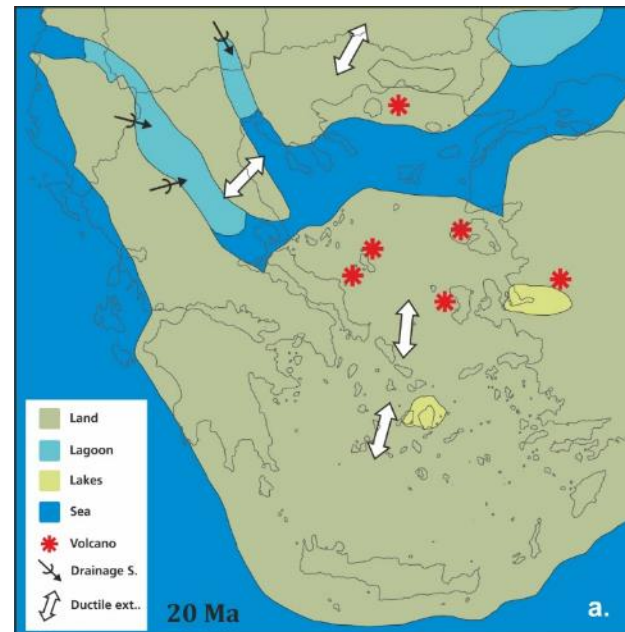 Land
Lagoon
Lakes
Sea
Volcano
Drainage S.
Ductile ext..
20 Ma
a.